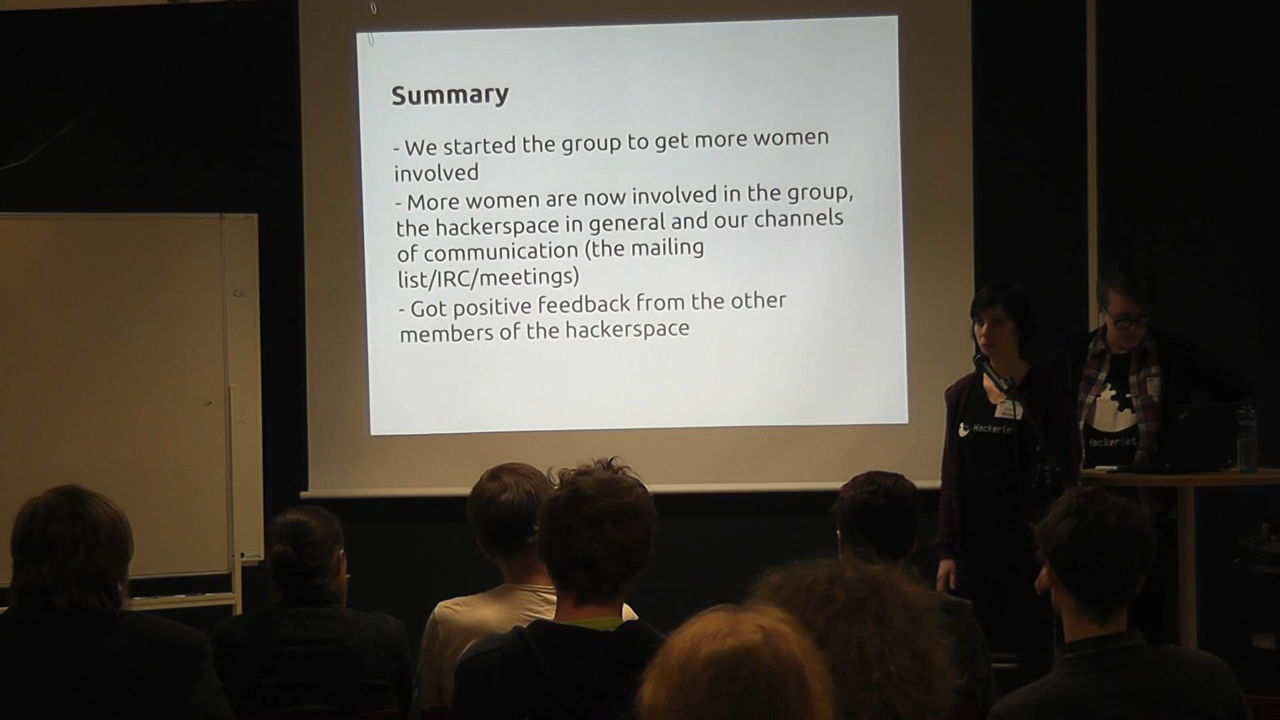 Summary
- We started the group to get more women
involved
- More women are now involved in the group,
the hackerspace in general and our channels
of communication (the mailing
list/IRC/meetings)
- Got positive feedback from the other
members of the hackerspace